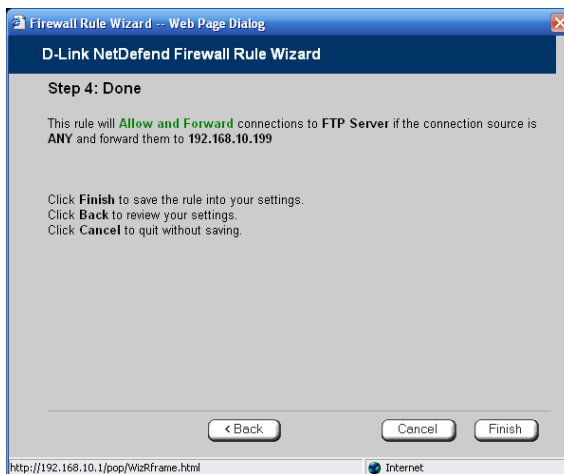 Firewall Rule Wizard -- Web Page Dialog
D-Link NetDefend Firewall Rule Wizard
Step 4: Done
This rule will Allow and Forward connections to FTP Server if the connection source is
ANY and forward them to 192.168.10.199
Click Finish to save the rule into your settings.
Click Back to review your settings.
Click Cancel to quit without saving.
< Back
Cancel
Finish
http://192.168.10.1/pop/WizRframe.html
Internet